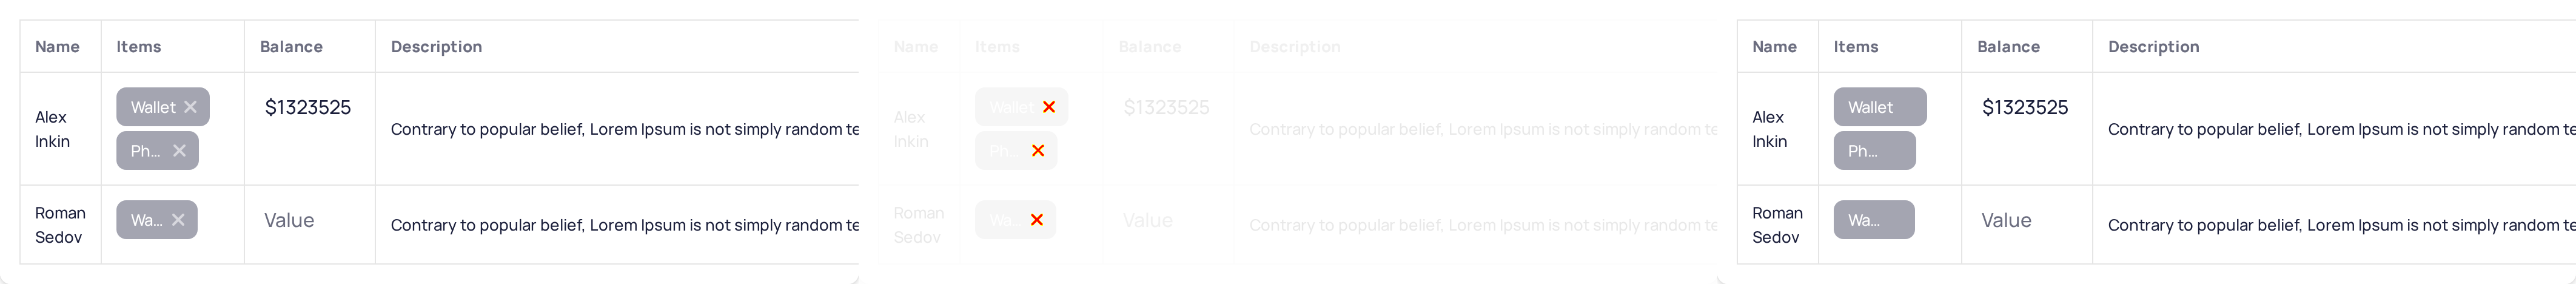 Name Items Balance Description
Alex
Inkin
Wallet
Ph...
$1323525
Contrary to popular belief, Lorem Ipsum is not simply random te
Roman
Sedov
Wa...
Value
Contrary to popular belief, Lorem Ipsum is not simply random te
Name Items Balance Description
Alex
Inkin
Wallet
Ph...
$1323525
Contrary to popular belief, Lorem Ipsum is not simply random te
Roman
Sedov
Wa...
Value
Contrary to popular belief, Lorem Ipsum is not simply random te
Name Items Balance Description
Alex
Inkin
Wallet
Ph...
$1323525
Contrary to popular belief, Lorem Ipsum is not simply random te
Roman
Sedov
Wa...
Value
Contrary to popular belief, Lorem Ipsum is not simply random te